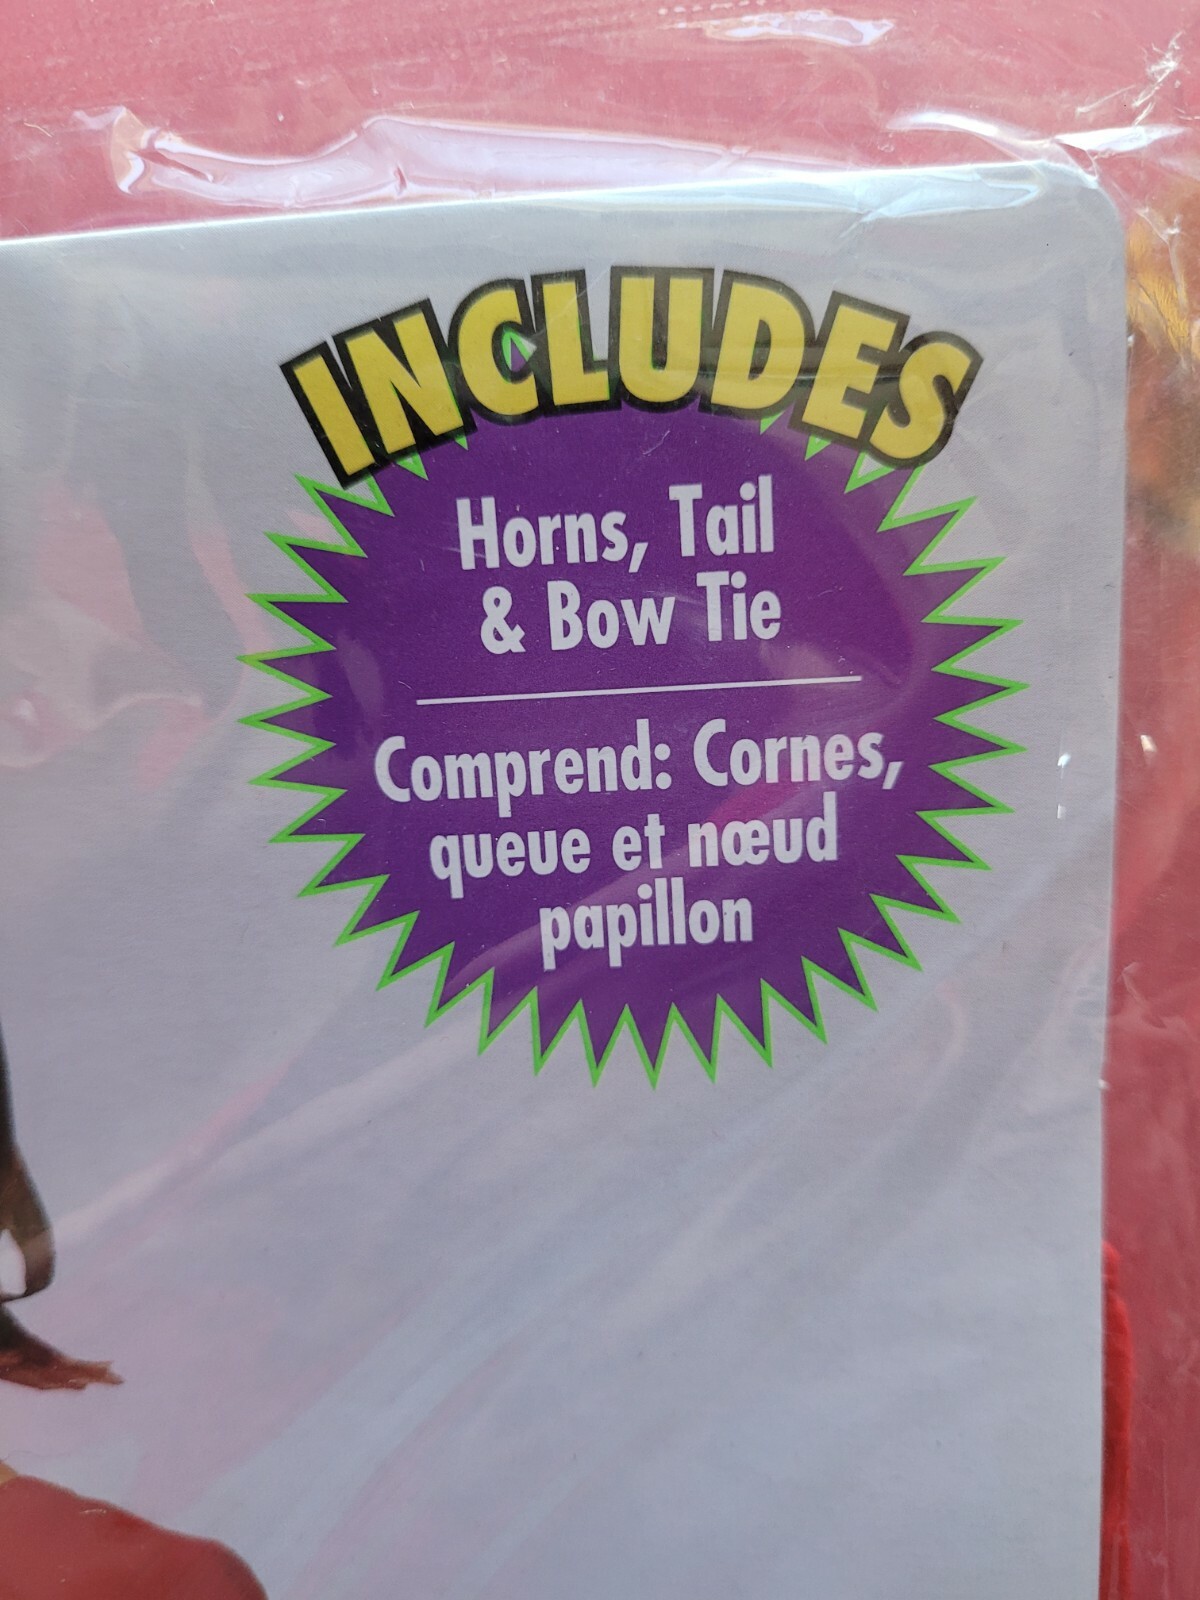 INCLUDES
Horns, Tail
& Bow Tie
Comprend: Cornes,
queue et nœud
papillon